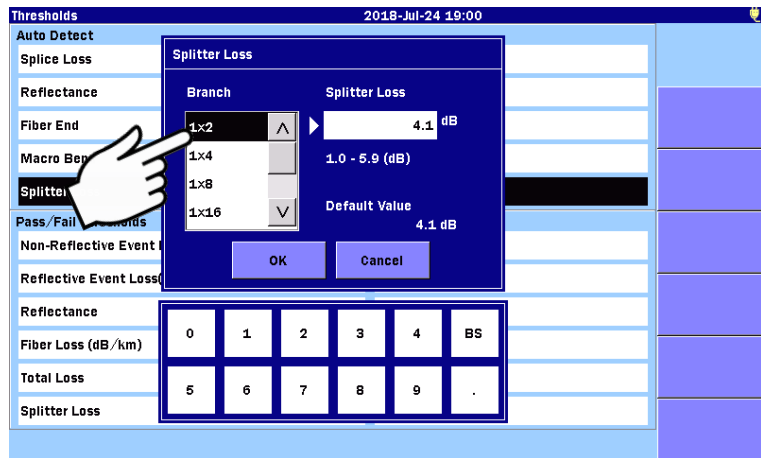 Thresholds 2018-Jul-24 19:00
Auto Detect
Splice Loss
Reflectance
Fiber End
Macro Ben
Splitter
Splitter Loss
Branch Splitter Loss
1x2 4.1 dB
1x4 1.0 - 5.9 (dB)
1x8
1x16 Default Value
4.1 dB
OK Cancel
Pass/Fail
Non-Reflective Event
Reflective Event Loss(
Reflectance
Fiber Loss (dB/km)
Total Loss
Splitter Loss
0 1 2 3 4 BS
5 6 7 8 9 .